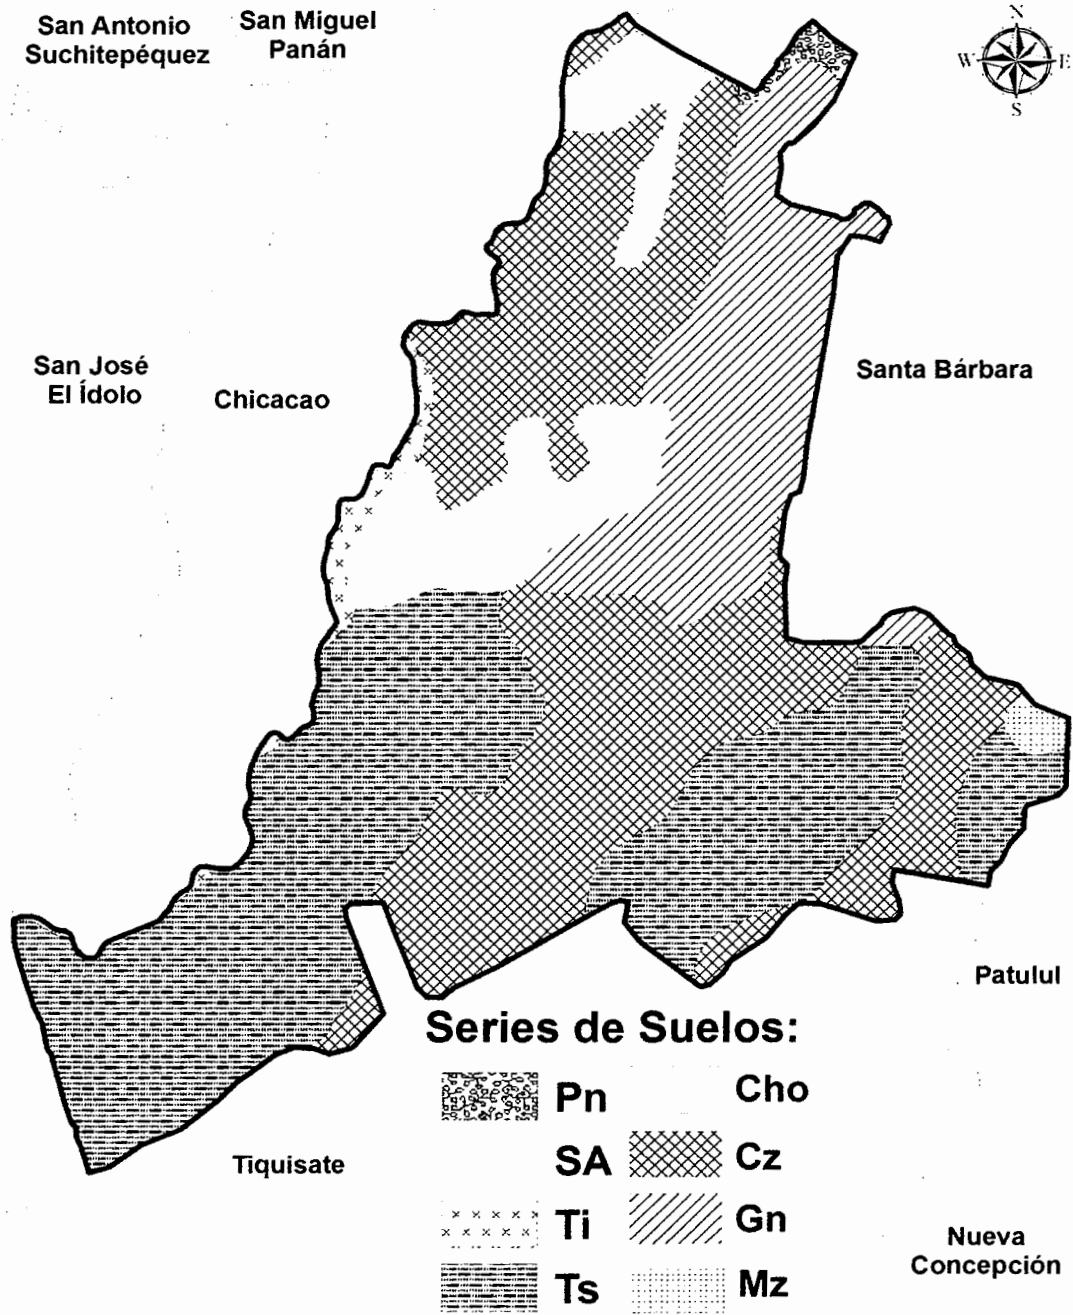 San Antonio
Suchitepéquez
San Miguel
Panán
N
W
E
S
San José
El Ídolo
Chicacao
Santa Bárbara
Patulul
Series de Suelos:
Pn
Cho
SA
Cz
Ti
Gn
Ts
Mz
Tiquisate
Nueva
Concepción